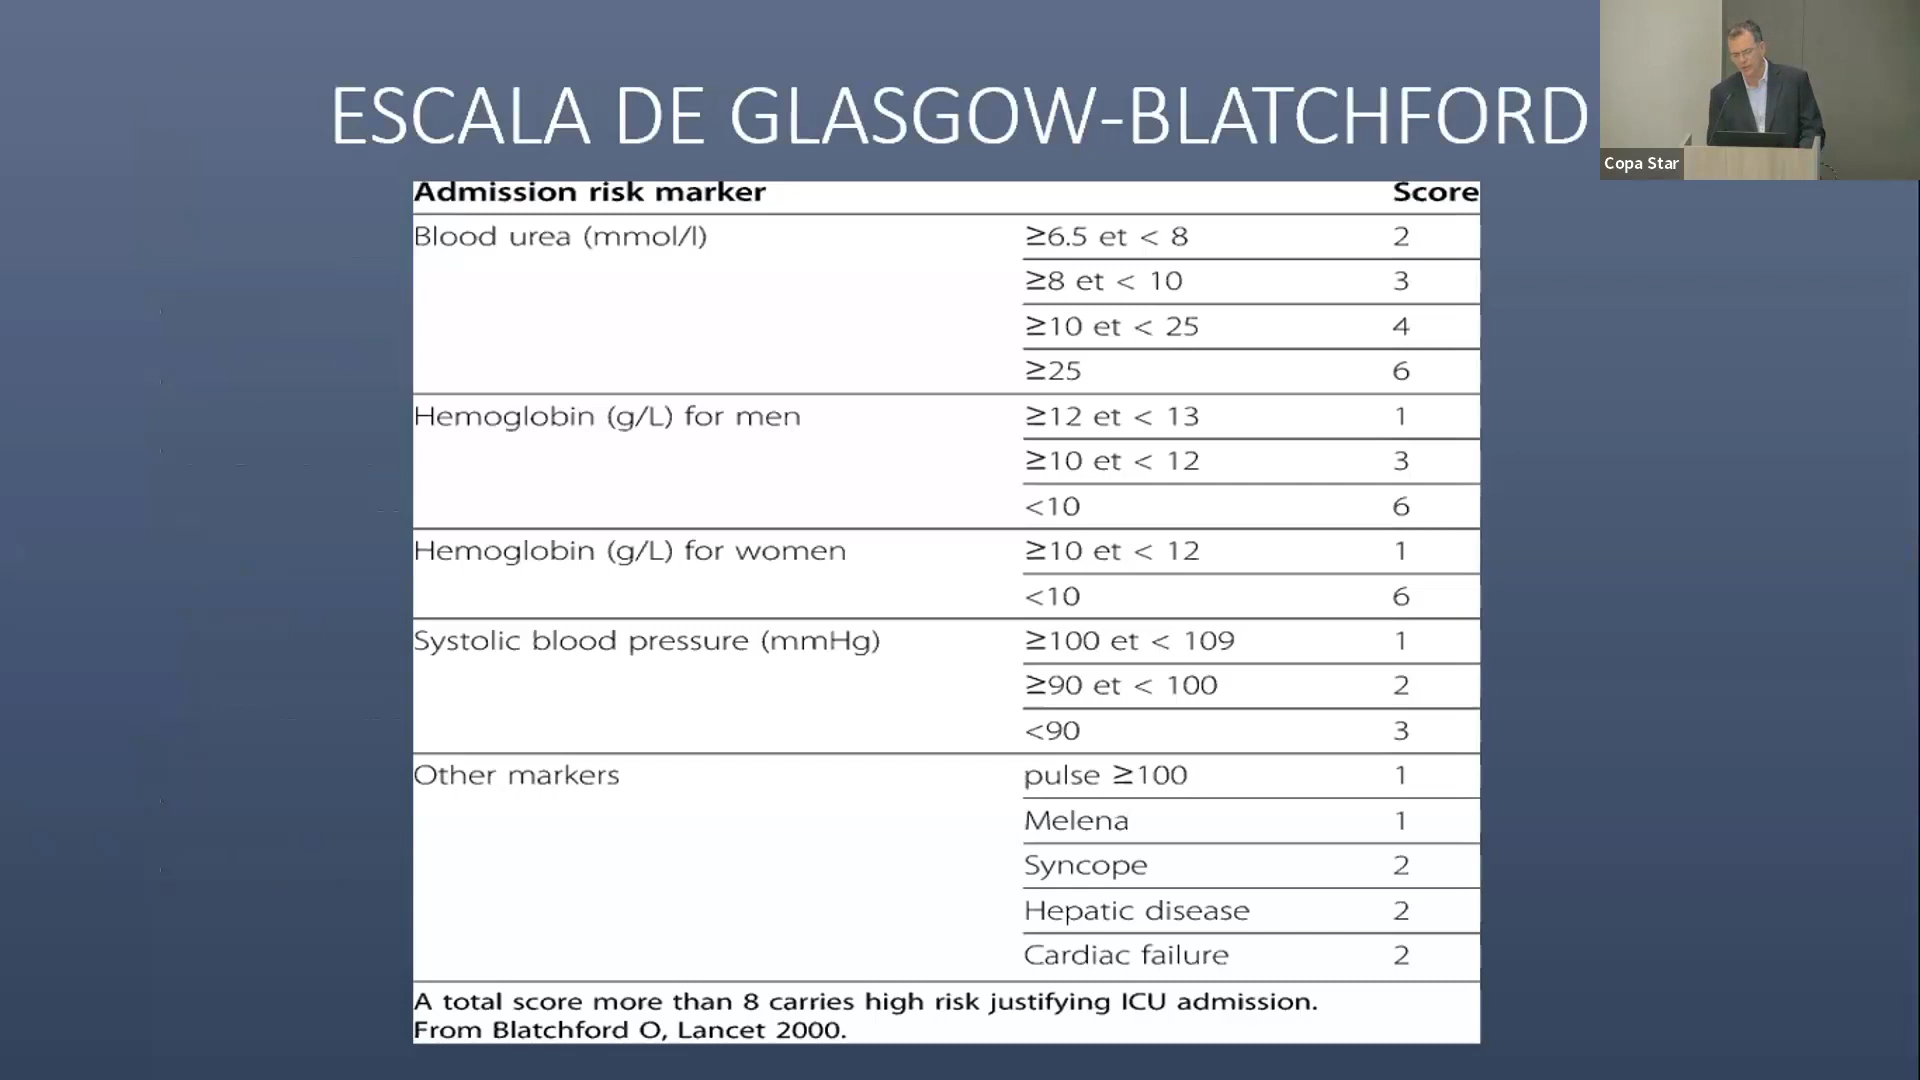 ESCALA DE GLASGOW-BLATCHFORD
Copa Star
Admission risk marker Score
Blood urea (mmol/l) ≥6.5 et < 8 2
≥8 et < 10 3
≥10 et < 25 4
≥25 6
Hemoglobin (g/L) for men ≥12 et < 13 1
≥10 et < 12 3
<10 6
Hemoglobin (g/L) for women ≥10 et < 12 1
<10 6
Systolic blood pressure (mmHg) ≥100 et < 109 1
≥90 et < 100 2
<90 3
Other markers pulse ≥100 1
Melena 1
Syncope 2
Hepatic disease 2
Cardiac failure 2
A total score more than 8 carries high risk justifying ICU admission.
From Blatchford O, Lancet 2000.